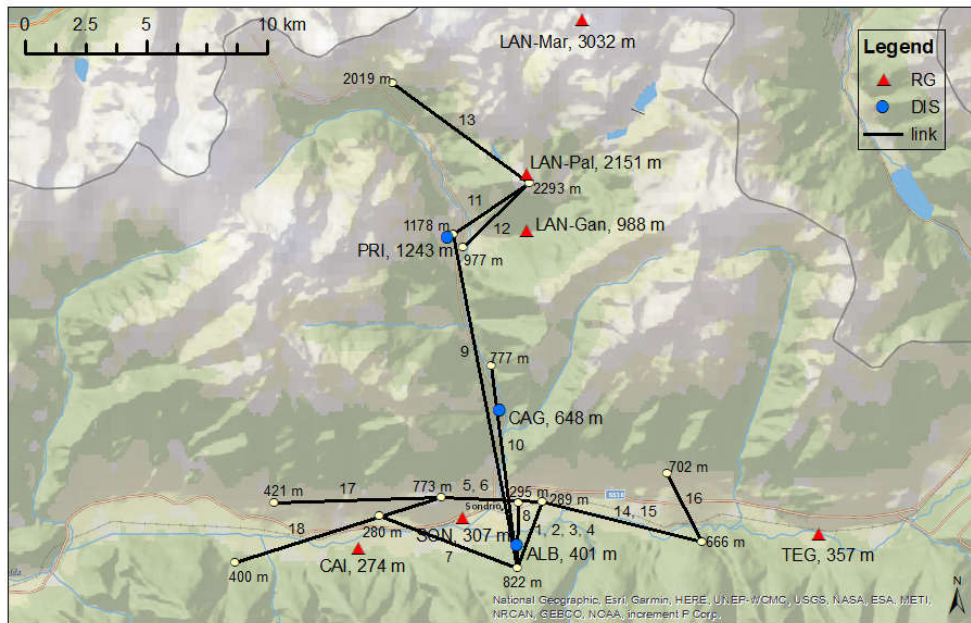 0 2.5 5 10 km
LAN-Mar, 3032 m
Legend
RG
DIS
link
2019 m
13
LAN-Pal, 2151 m
2293 m
11
1178 m
12
LAN-Gan, 988 m
PRI, 1243 m
977 m
9
777 m
CAG, 648 m
10
702 m
773 m
5, 6
421 m
17
295 m
289 m
SS38
16
Sondrio
8
14, 15
18
280 m
SON, 307 m
1, 2, 3, 4
7
ALB, 401 m
666 m
TEG, 357 m
400 m
CAI, 274 m
822 m
National Geographic, Esri, Garmin, HERE, UNEP-WCMC, USGS, NASA, ESA, METI,
NRCAN, GEBCO, NOAA, increment P Corp.
N